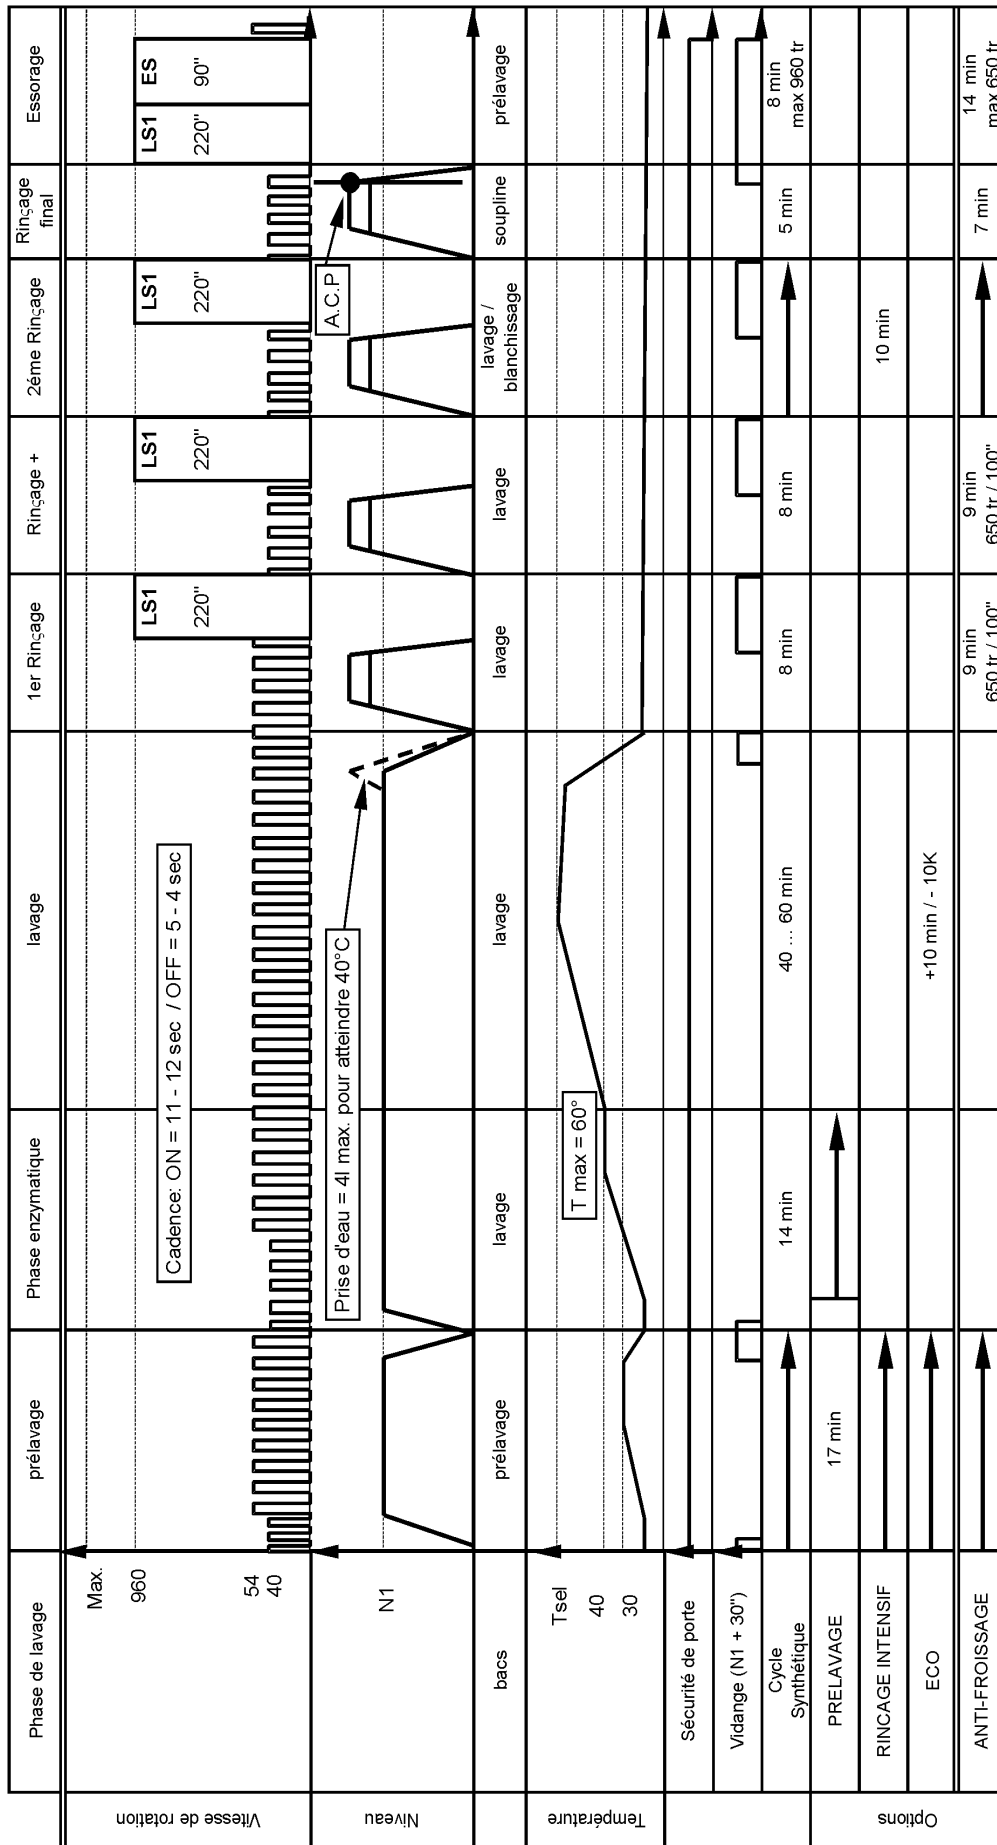 Phase de lavage
prélavage
Phase enzymatique
lavage
1er Rinçage
Rinçage +
2éme Rinçage
Rinçage
final
Essorage
Vitesse de rotation
Max.
960
54
40
Cadence: ON = 11 - 12 sec / OFF = 5 - 4 sec
LS1
220"
LS1
220"
LS1
220"
LS1
220"
ES
90"
Niveau
N1
Prise d'eau = 4l max. pour atteindre 40°C
A.C.P
bacs
prélavage
lavage
lavage
lavage
lavage
lavage /
blanchissage
soupline
prélavage
Température
Tsel
40
30
T max = 60°
Sécurité de porte
Vidange (N1 + 30")
Cycle
Synthétique
14 min
40 ... 60 min
8 min
8 min
5 min
8 min
max 960 tr
Options
PRELAVAGE
17 min
RINCAGE INTENSIF
10 min
ECO
+10 min / - 10K
ANTI-FROISSAGE
9 min
650 tr / 100"
9 min
650 tr / 100"
7 min
14 min
max 650 tr